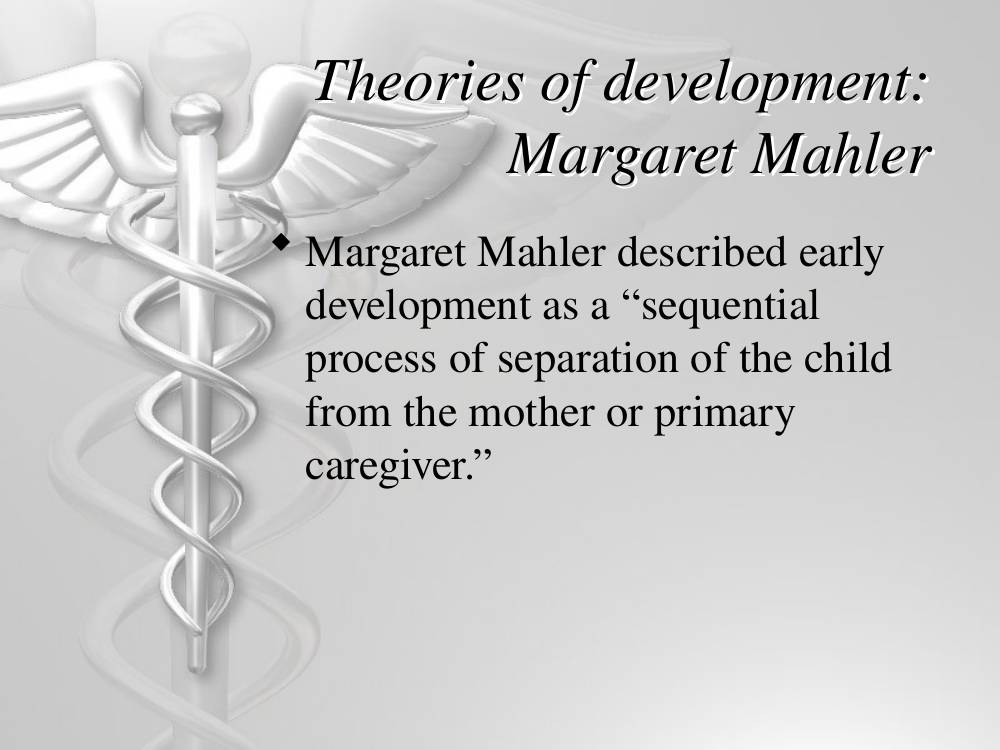 Theories of development:
Margaret Mahler
Margaret Mahler described early
development as a “sequential
process of separation of the child
from the mother or primary
caregiver.”